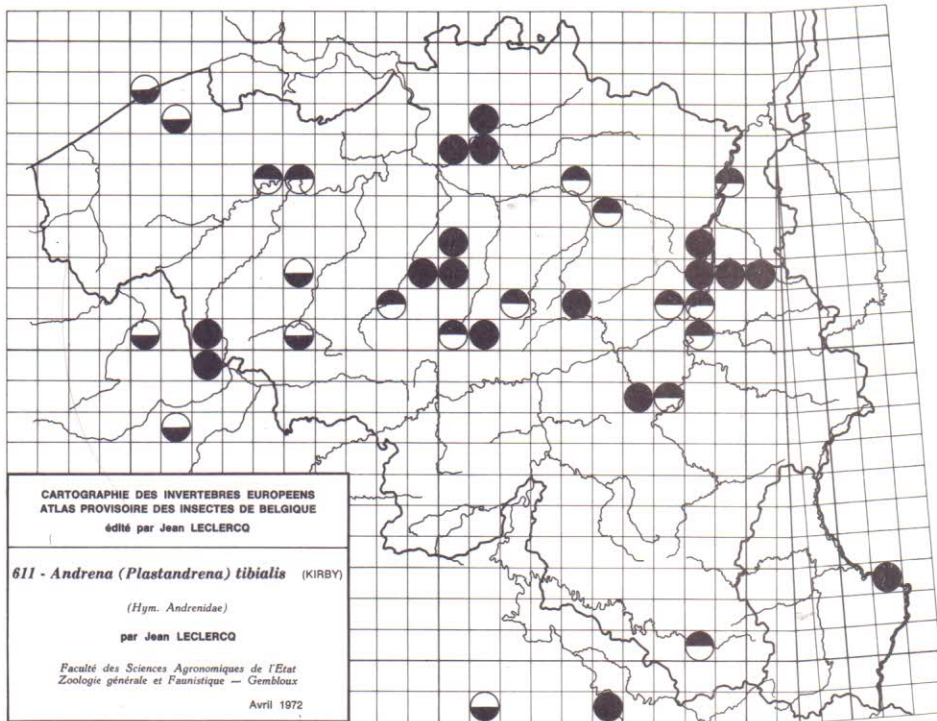 CARTOGRAPHIE DES INVERTEBRES EUROPEENS
ATLAS PROVISOIRE DES INSECTES DE BELGIQUE
édité par Jean LECLERCQ
611 - Andrena (Plastandrena) tibialis (KIRBY)
(Hym. Andrenidae)
par Jean LECLERCQ
Faculté des Sciences Agronomiques de l'Etat
Zoologie générale et Faunistique — Gembloux
Avril 1972